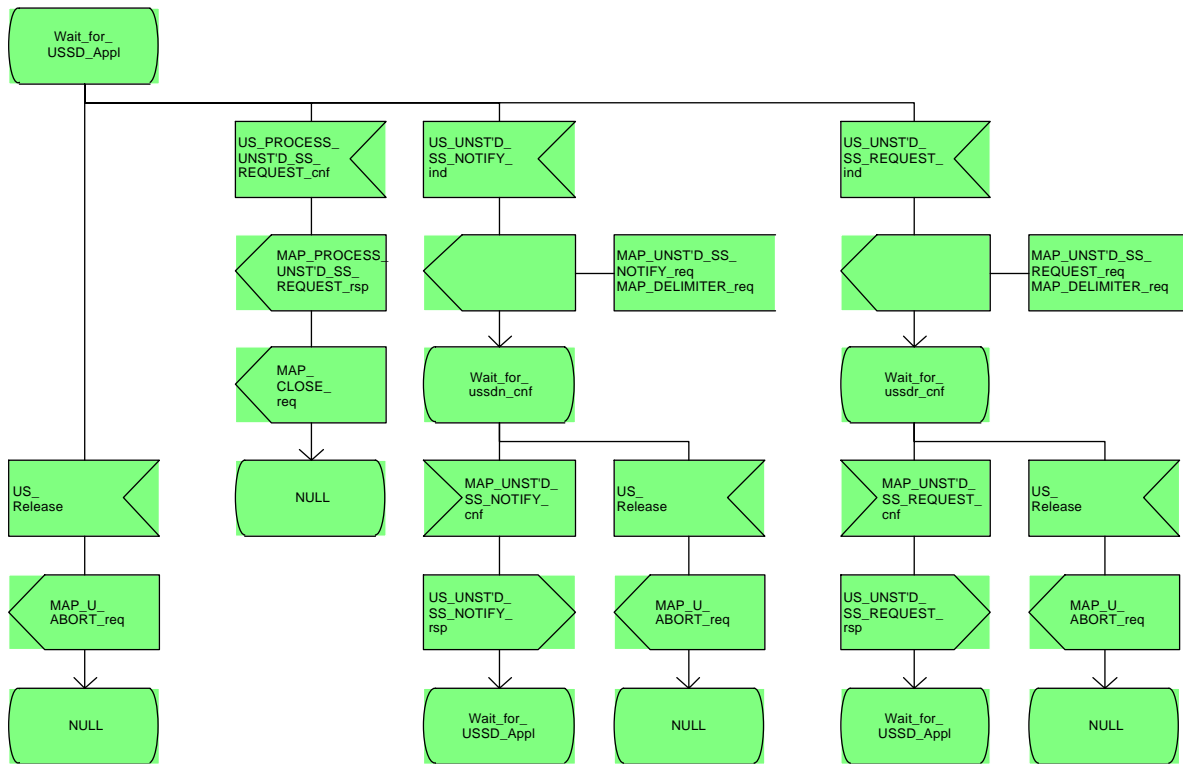 Wait_for_
USSD_Appl
US_PROCESS_
UNST'D_SS_
REQUEST_cnf
US_UNST'D_
SS_NOTIFY_
ind
US_UNST'D_
SS_REQUEST_
ind
MAP_PROCESS_
UNST'D_SS_
REQUEST_rsp
MAP_UNST'D_SS_
NOTIFY_req
MAP_DELIMITER_req
MAP_UNST'D_SS_
REQUEST_req
MAP_DELIMITER_req
MAP_
CLOSE_
req
Wait_for_
ussdn_cnf
Wait_for_
ussdr_cnf
US_
Release
NULL
MAP_UNST'D_
SS_NOTIFY_
cnf
US_
Release
MAP_UNST'D_
SS_REQUEST_
cnf
US_
Release
MAP_U_
ABORT_req
US_UNST'D_
SS_NOTIFY_
rsp
MAP_U_
ABORT_req
US_UNST'D_
SS_REQUEST_
rsp
MAP_U_
ABORT_req
NULL
Wait_for_
USSD_Appl
NULL
Wait_for_
USSD_Appl
NULL